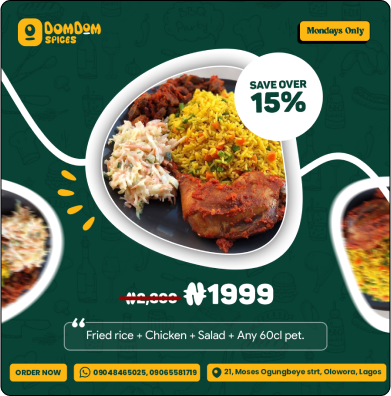 DOMDOM
SPICES
Mondays Only
SAVE OVER
15%
₦1999
“
Fried rice + Chicken + Salad + Any 60cl pet.
ORDER NOW
09048465025, 09065581719
21, Moses Ogungbeye strt, Olowora, Lagos